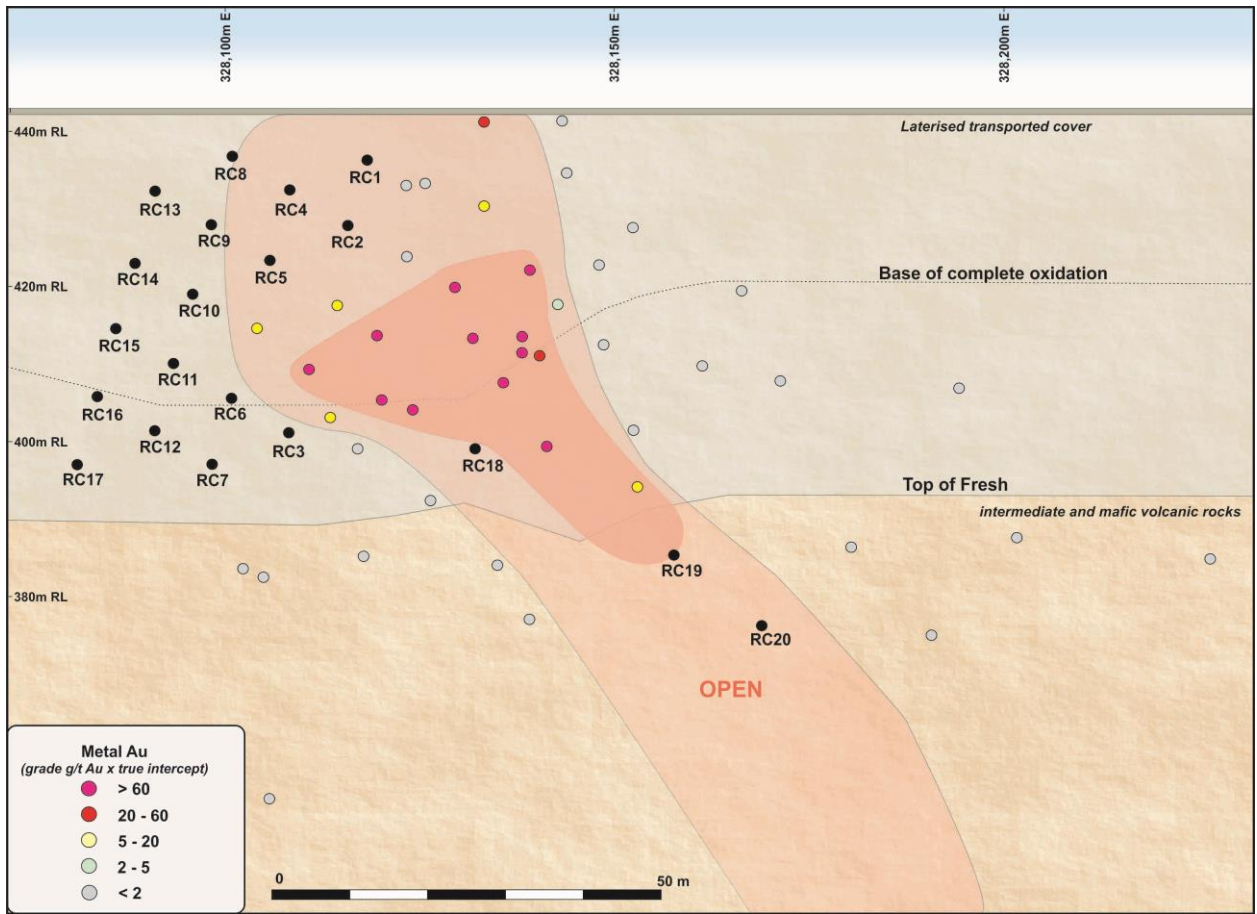 328,100m E
328,150m E
328,200m E
440m RL
Laterised transported cover
RC8
RC1
RC13
RC4
RC9
RC2
RC14
RC5
Base of complete oxidation
420m RL
RC10
RC15
RC11
RC16
RC6
RC12
RC3
400m RL
RC18
RC17
RC7
Top of Fresh
intermediate and mafic volcanic rocks
RC19
380m RL
RC20
OPEN
Metal Au
(grade g/t Au x true intercept)
> 60
20 - 60
5 - 20
2 - 5
< 2
0
50 m